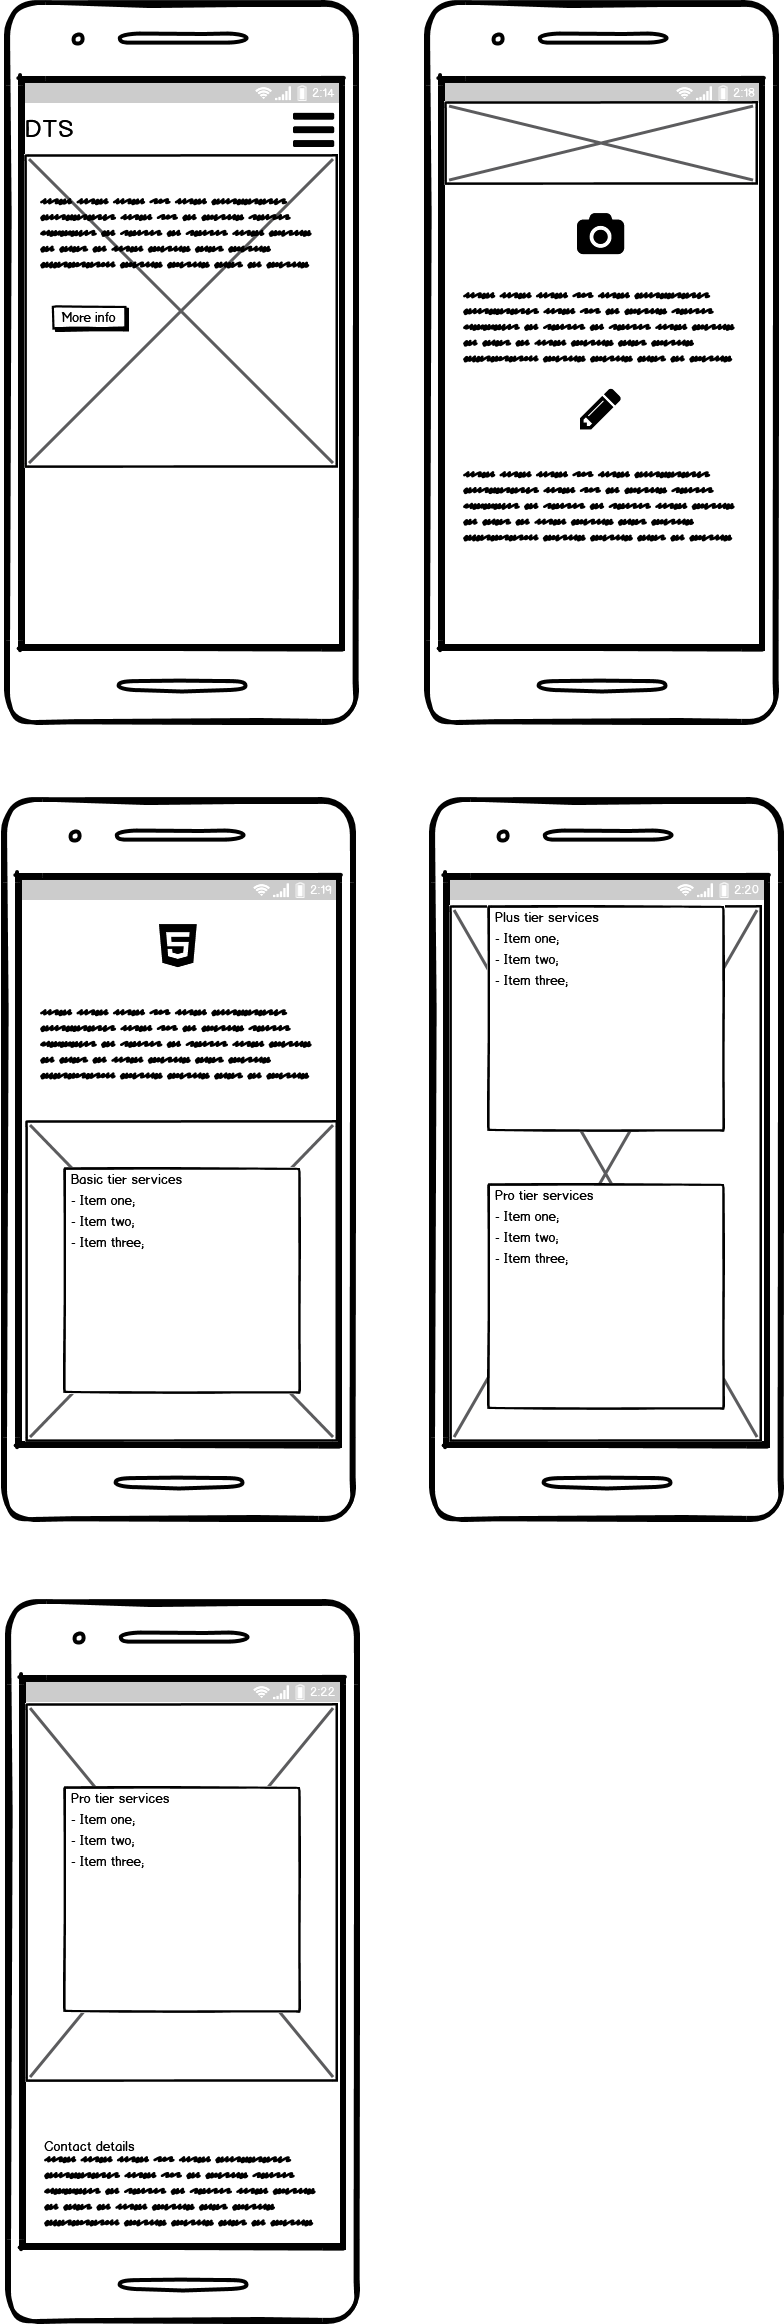 2:14
DTS
More info
2:18
2:19
5
Basic tier services
- Item one;
- Item two;
- Item three;
2:20
Plus tier services
- Item one;
- Item two;
- Item three;
Pro tier services
- Item one;
- Item two;
- Item three;
2:22
Pro tier services
- Item one;
- Item two;
- Item three;
Contact details